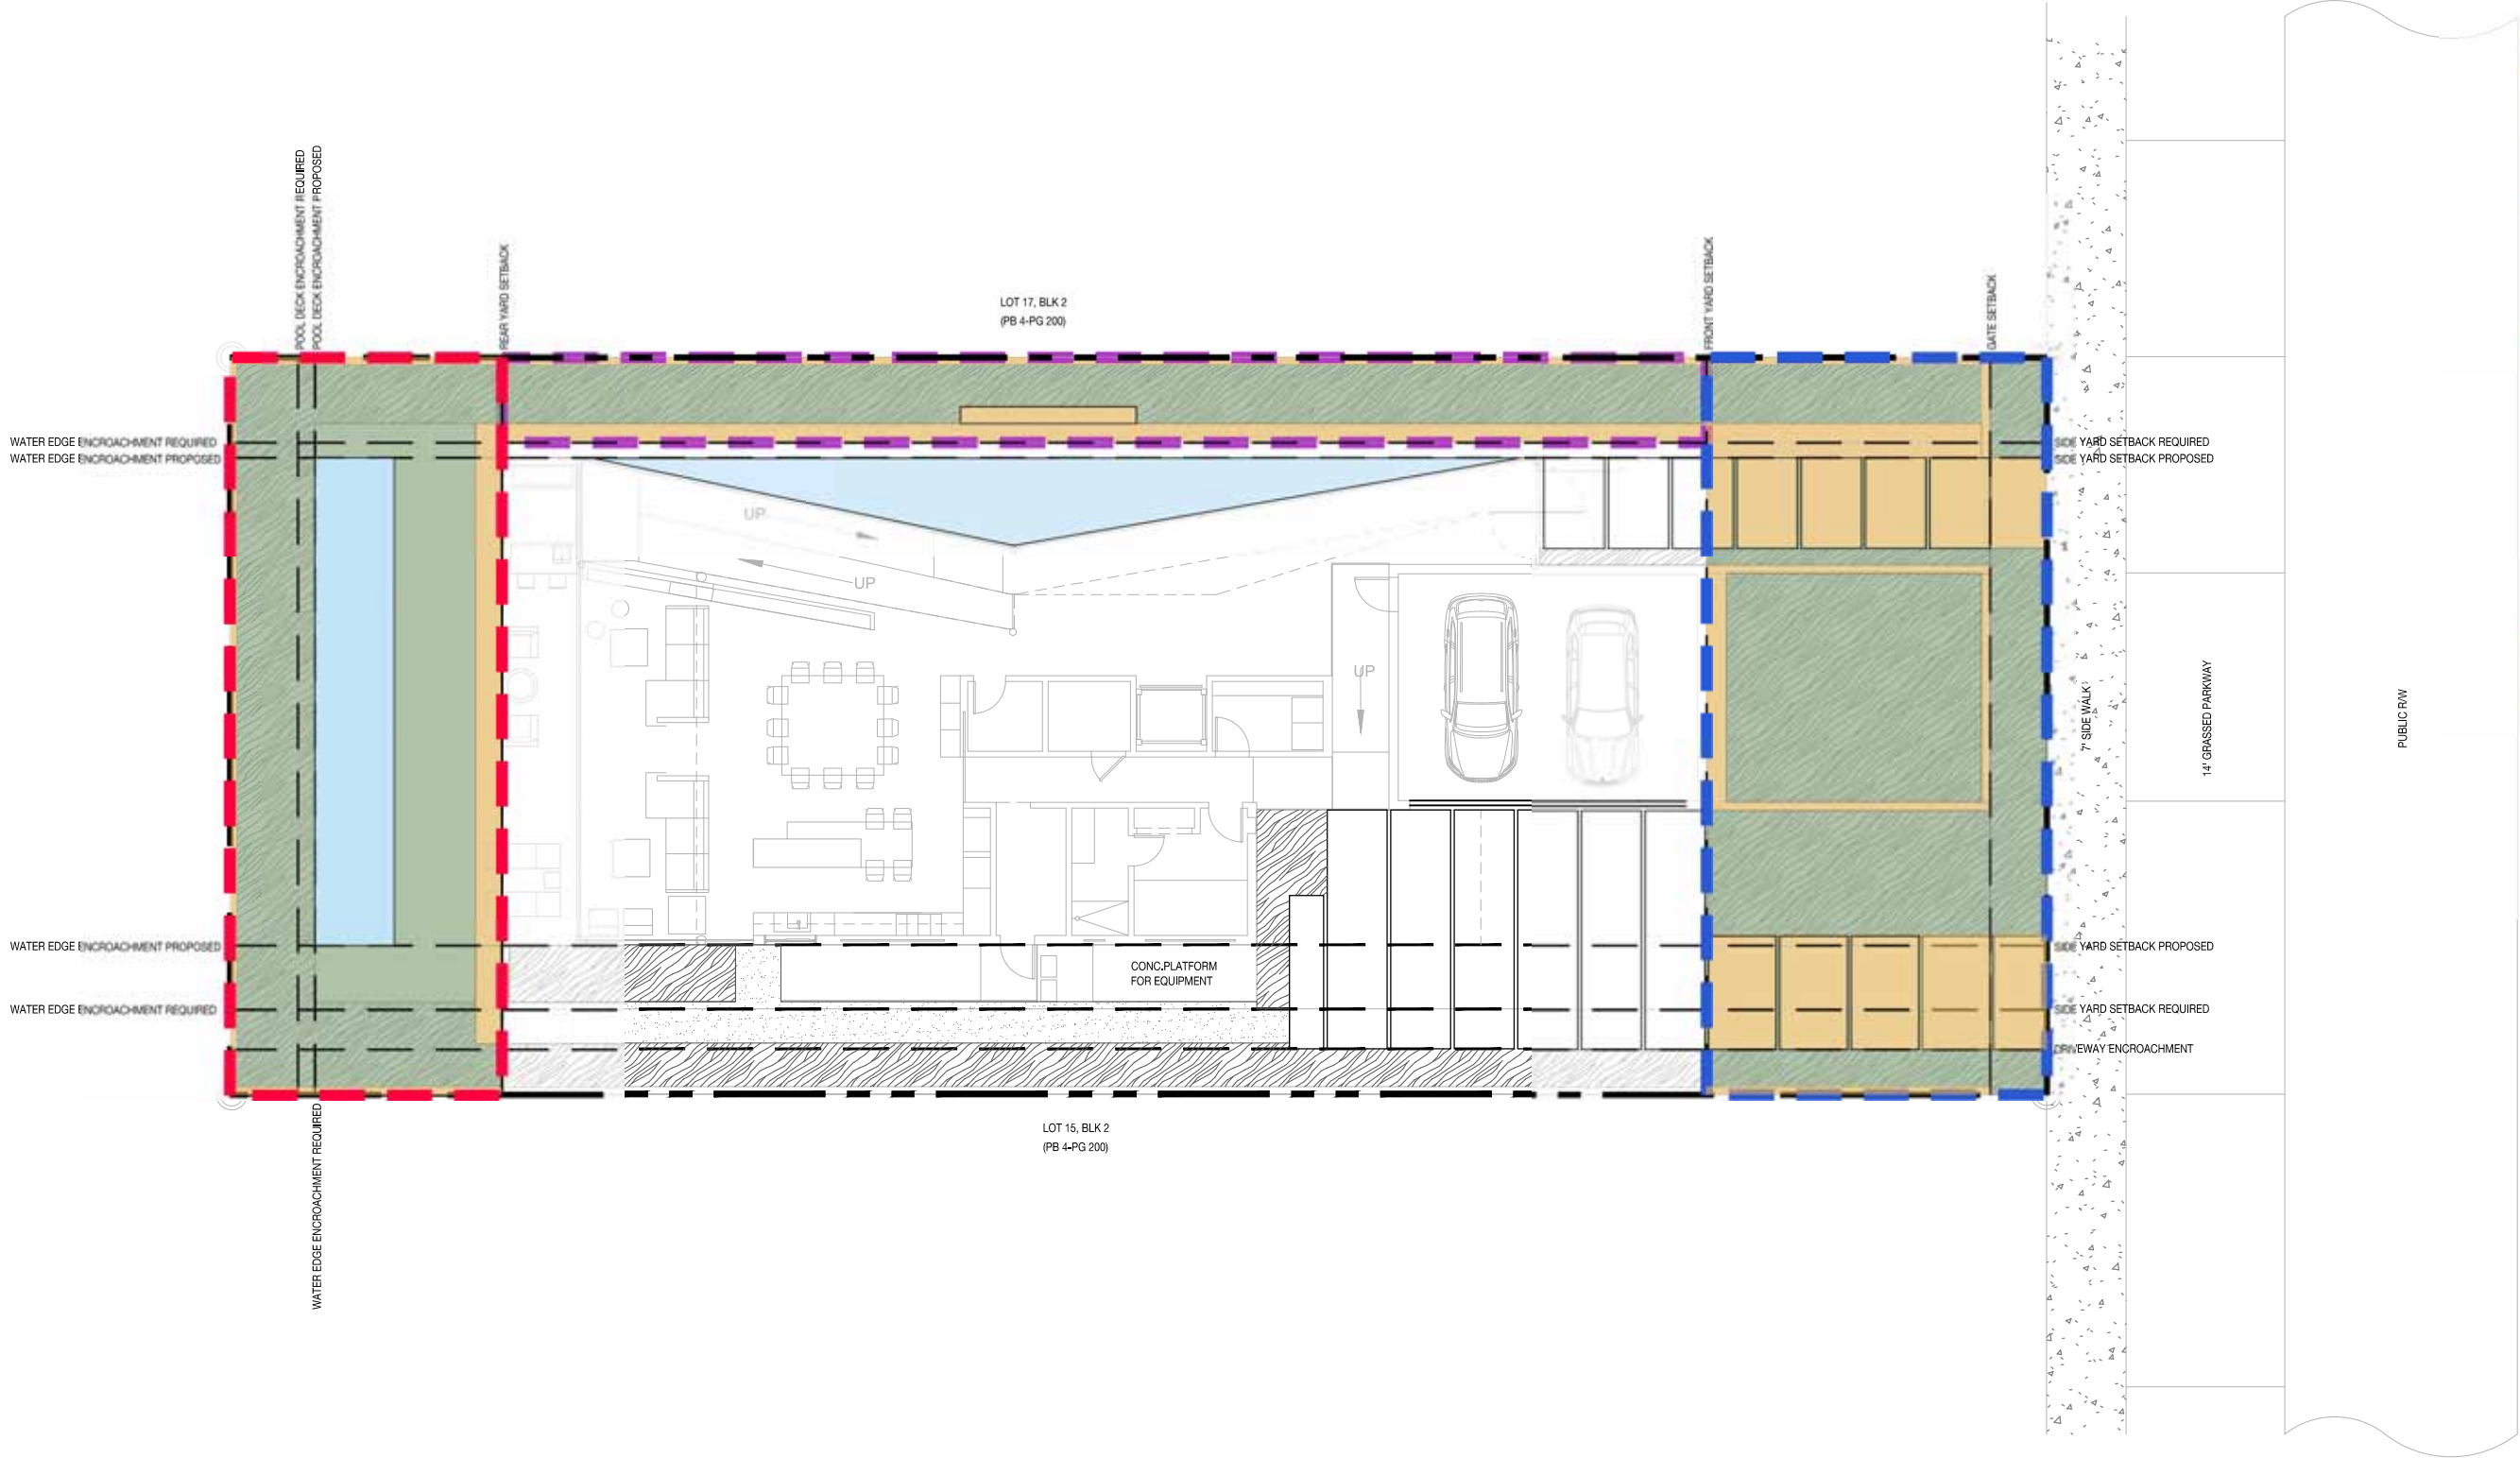 POOL DECK ENCROACHMENT REQUIRED
POOL DECK ENCROACHMENT PROPOSED
REAR YARD SETBACK
LOT 17, BLK 2
(PB 4-PG 200)
FRONT YARD SETBACK
GATE SETBACK
WATER EDGE ENCROACHMENT REQUIRED
WATER EDGE ENCROACHMENT PROPOSED
SIDE YARD SETBACK REQUIRED
SIDE YARD SETBACK PROPOSED
UP
UP
UP
7' SIDE WALK
14' GRASSED PARKWAY
PUBLIC R/W
WATER EDGE ENCROACHMENT PROPOSED
CONC.PLATFORM
FOR EQUIPMENT
SIDE YARD SETBACK PROPOSED
WATER EDGE ENCROACHMENT REQUIRED
SIDE YARD SETBACK REQUIRED
DRIVEWAY ENCROACHMENT
WATER EDGE ENCROACHMENT REQUIRED
LOT 15, BLK 2
(PB 4-PG 200)